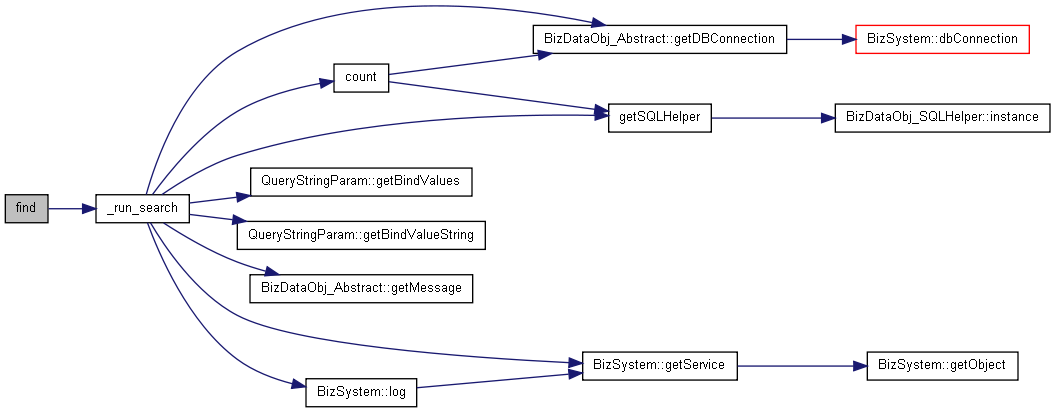 BizDataObj_Abstract::getDBConnection
BizSystem::dbConnection
count
getSQLHelper
BizDataObj_SQLHelper::instance
QueryStringParam::getBindValues
find
_run_search
QueryStringParam::getBindValueString
BizDataObj_Abstract::getMessage
BizSystem::getService
BizSystem::getObject
BizSystem::log